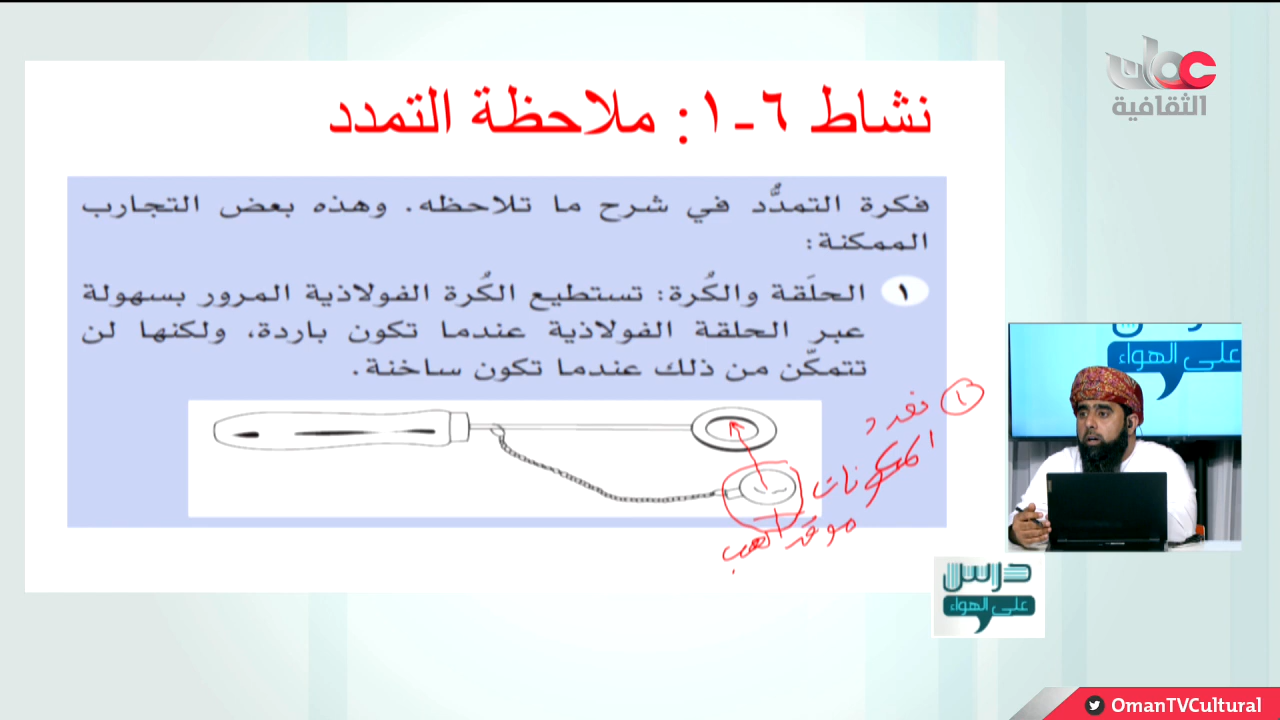 عمان
الثقافية
نشاط ٦-١: ملاحظة التمدد
فكرة التمدُّد في شرح ما تلاحظه. وهذه بعض التجارب
الممكنة:
١ الحلَقة والكُرة: تستطيع الكُرة الفولاذية المرور بسهولة
عبر الحلقة الفولاذية عندما تكون باردة، ولكنها لن
تتمكّن من ذلك عندما تكون ساخنة.
موقد
على الهواء
درس
على الهواء
OmanTVCultural